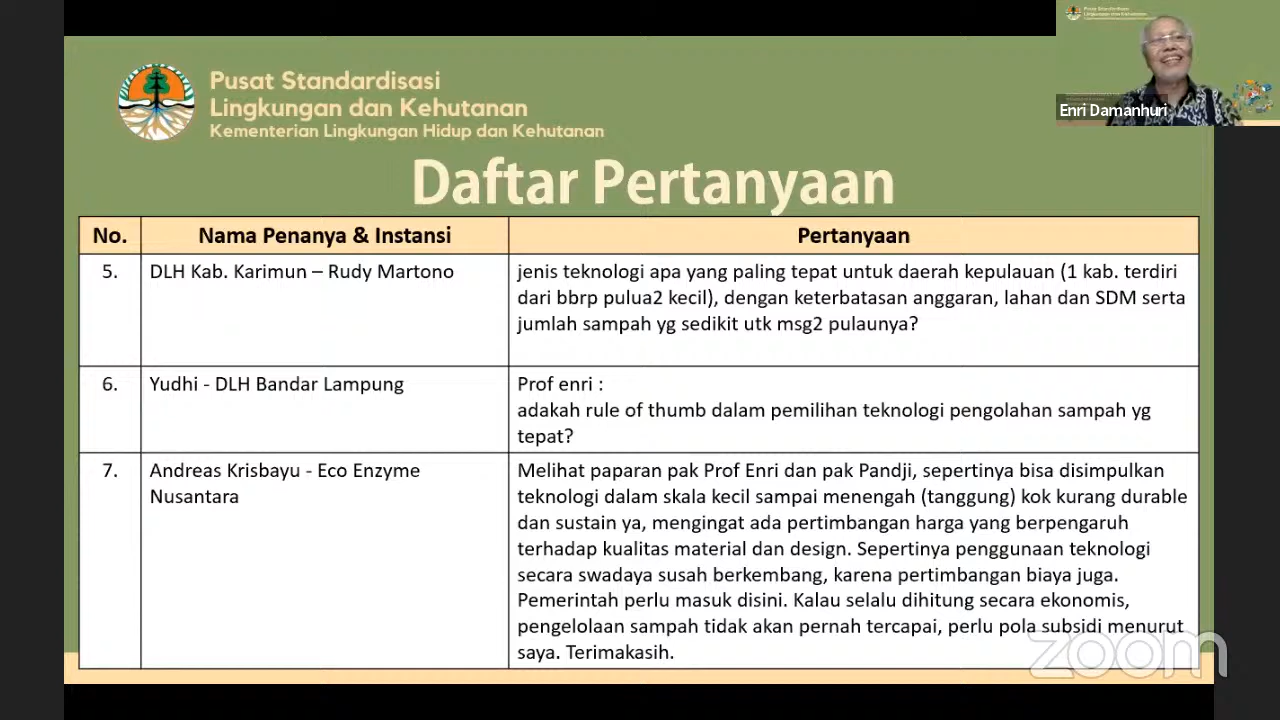 Pusat Standardisasi
Lingkungan dan Kehutanan
Kementerian Lingkungan Hidup dan Kehutanan
Pusat Standardisasi
Lingkungan dan Kehutanan
Enri Damanhuri
Daftar Pertanyaan
No. Nama Penanya & Instansi Pertanyaan
5. DLH Kab. Karimun – Rudy Martono jenis teknologi apa yang paling tepat untuk daerah kepulauan (1 kab. terdiri
dari bbrp pulua2 kecil), dengan keterbatasan anggaran, lahan dan SDM serta
jumlah sampah yg sedikit utk msg2 pulaunya?
6. Yudhi - DLH Bandar Lampung Prof enri :
adakah rule of thumb dalam pemilihan teknologi pengolahan sampah yg
tepat?
7. Andreas Krisbayu - Eco Enzyme Melihat paparan pak Prof Enri dan pak Pandji, sepertinya bisa disimpulkan
Nusantara teknologi dalam skala kecil sampai menengah (tanggung) kok kurang durable
dan sustain ya, mengingat ada pertimbangan harga yang berpengaruh
terhadap kualitas material dan design. Sepertinya penggunaan teknologi
secara swadaya susah berkembang, karena pertimbangan biaya juga.
Pemerintah perlu masuk disini. Kalau selalu dihitung secara ekonomis,
pengelolaan sampah tidak akan pernah tercapai, perlu pola subsidi menurut
saya. Terimakasih.
zoom